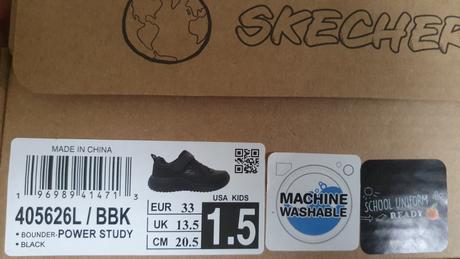 SKECHER
MADE IN CHINA
1 96989 41471 3
405626L / BBK
• BOUNDER-POWER STUDY
• BLACK
EUR 33
UK 13.5
CM 20.5
USA KIDS
1.5
MACHINE
WASHABLE
SCHOOL UNIFORM
READY